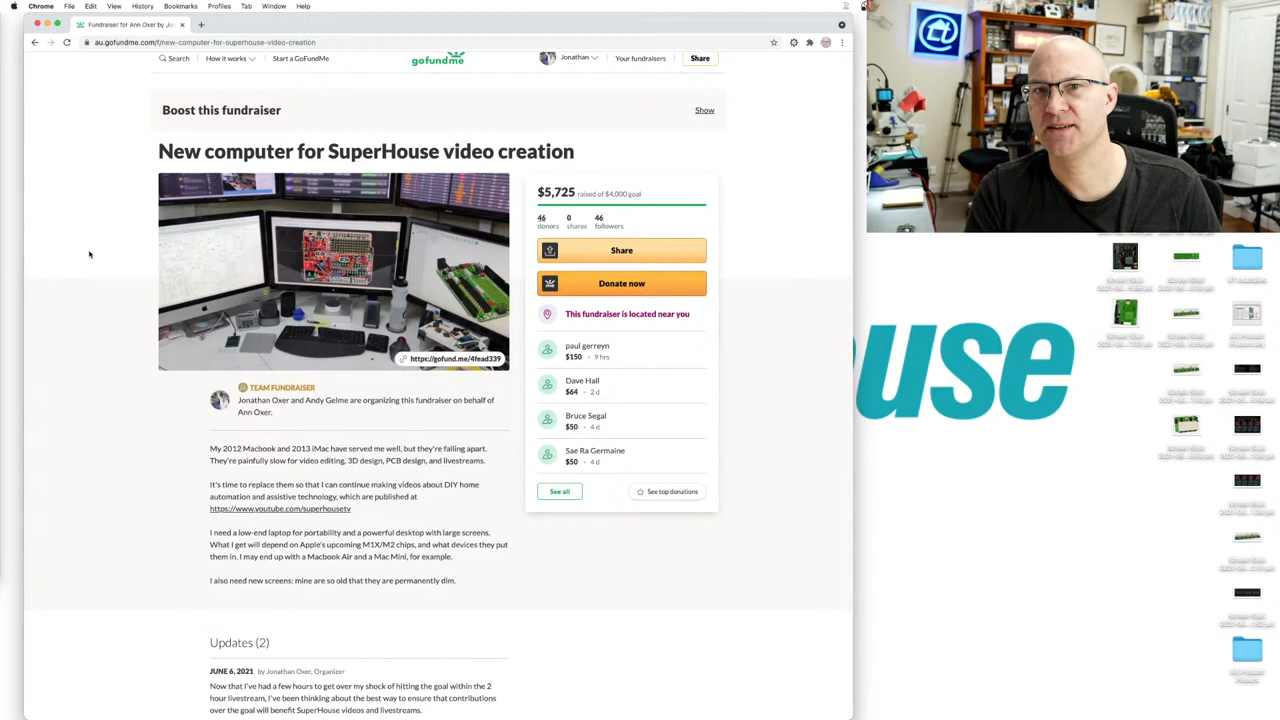 Chrome File Edit View History Bookmarks Profiles Tab Window Help
Fundraiser for Ann Oxer by Jo
au.gofundme.com/f/new-computer-for-superhouse-video-creation
Search How it works Start a GoFundMe gofundme Jonathan Your fundraisers Share
Boost this fundraiser Show
New computer for SuperHouse video creation
https://gofund.me/4fead339
$5,725 raised of $4,000 goal
46 0 46
donors shares followers
Share
Donate now
This fundraiser is located near you
paul gerreyn
$150 • 9 hrs
Dave Hall
$64 • 2 d
Bruce Segal
$50 • 4 d
Sae Ra Germaine
$50 • 4 d
See all See top donations
TEAM FUNDRAISER
Jonathan Oxer and Andy Gelme are organizing this fundraiser on behalf of
Ann Oxer.
My 2012 Macbook and 2013 iMac have served me well, but they're falling apart.
They're painfully slow for video editing, 3D design, PCB design, and livestreams.
It's time to replace them so that I can continue making videos about DIY home
automation and assistive technology, which are published at
https://www.youtube.com/superhousetv
I need a low-end laptop for portability and a powerful desktop with large screens.
What I get will depend on Apple's upcoming M1X/M2 chips, and what devices they put
them in. I may end up with a Macbook Air and a Mac Mini, for example.
I also need new screens: mine are so old that they are permanently dim.
Updates (2)
JUNE 6, 2021 by Jonathan Oxer, Organizer
Now that I've had a few hours to get over my shock of hitting the goal within the 2
hour livestream, I've been thinking about the best way to ensure that contributions
over the goal will benefit SuperHouse videos and livestreams.
ouse